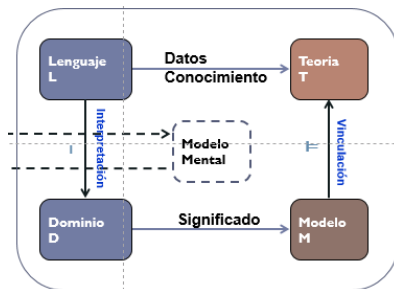 Lenguaje
L
Datos
Conocimiento
Teoria
T
Interpretación
I
Modelo
Mental
⊩
Vinculación
Dominio
D
Significado
Modelo
M